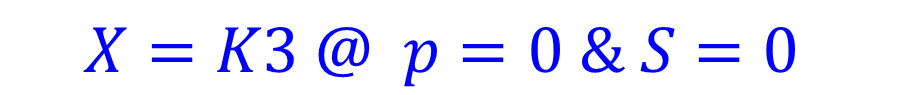 X = K3 @ p = 0 & S = 0